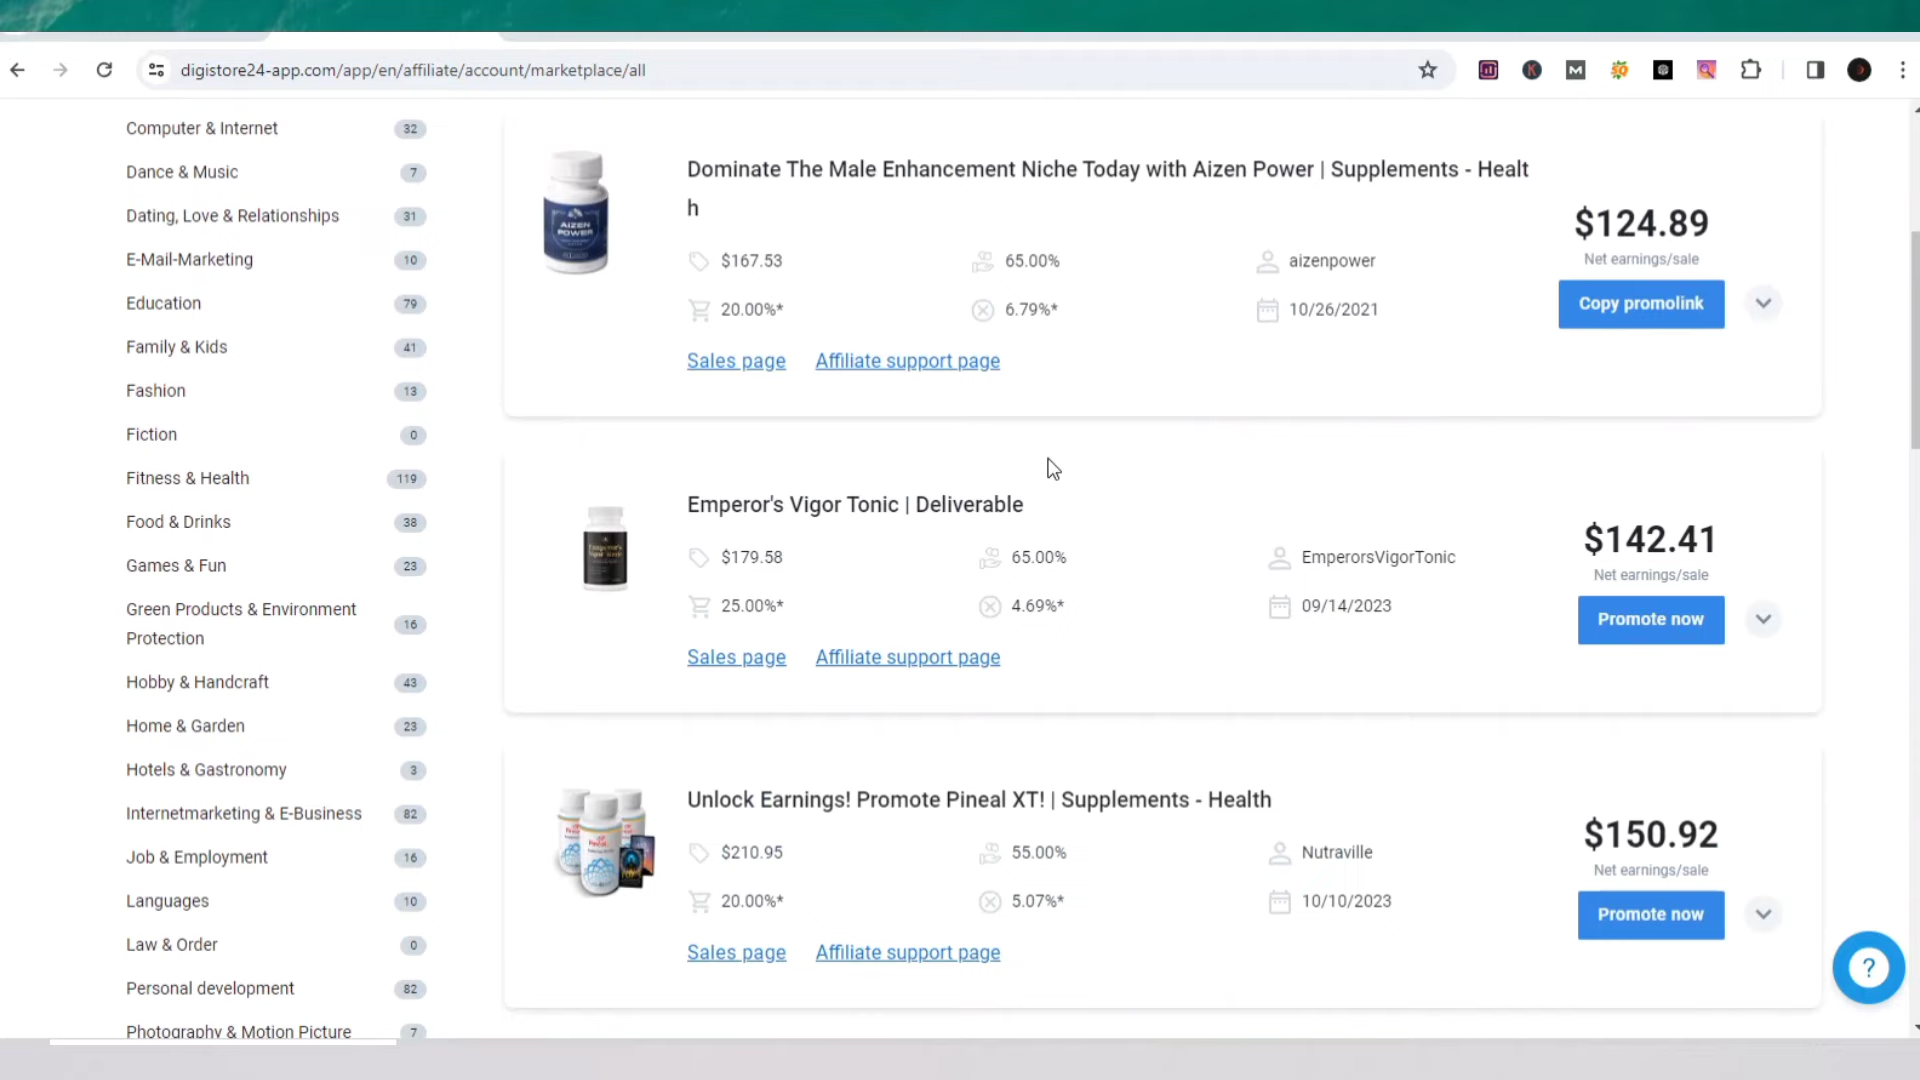 digistore24-app.com/app/en/affiliate/account/marketplace/all
Computer & Internet 32
Dance & Music 7
Dating, Love & Relationships 31
E-Mail-Marketing 10
Education 79
Family & Kids 41
Fashion 13
Fiction 0
Fitness & Health 119
Food & Drinks 38
Games & Fun 23
Green Products & Environment
Protection 16
Hobby & Handcraft 43
Home & Garden 23
Hotels & Gastronomy 3
Internetmarketing & E-Business 82
Job & Employment 16
Languages 10
Law & Order 0
Personal development 82
Photography & Motion Picture 7
AIZEN
POWER
Dominate The Male Enhancement Niche Today with Aizen Power | Supplements - Healt
h
$167.53 65.00% aizenpower
20.00%* 6.79%* 10/26/2021
Sales page Affiliate support page
$124.89
Net earnings/sale
Copy promolink
Emperor's Vigor Tonic | Deliverable
$179.58 65.00% EmperorsVigorTonic
25.00%* 4.69%* 09/14/2023
Sales page Affiliate support page
$142.41
Net earnings/sale
Promote now
Unlock Earnings! Promote Pineal XT! | Supplements - Health
$210.95 55.00% Nutraville
20.00%* 5.07%* 10/10/2023
Sales page Affiliate support page
$150.92
Net earnings/sale
Promote now
?